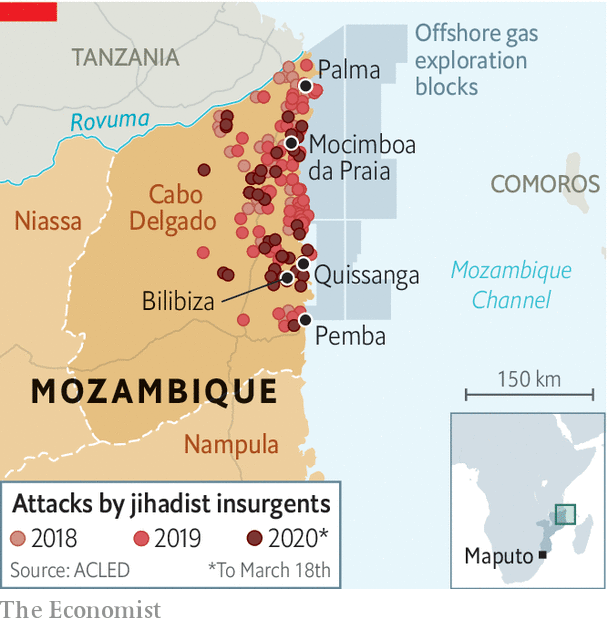 TANZANIA
Offshore gas
exploration
blocks
Palma
Rovuma
Mocimboa
da Praia
Cabo
Delgado
Niassa
COMOROS
Quissanga
Mozambique
Channel
Bilibiza
Pemba
150 km
MOZAMBIQUE
Nampula
Attacks by jihadist insurgents
2018 2019 2020*
Source: ACLED *To March 18th
Maputo
The Economist